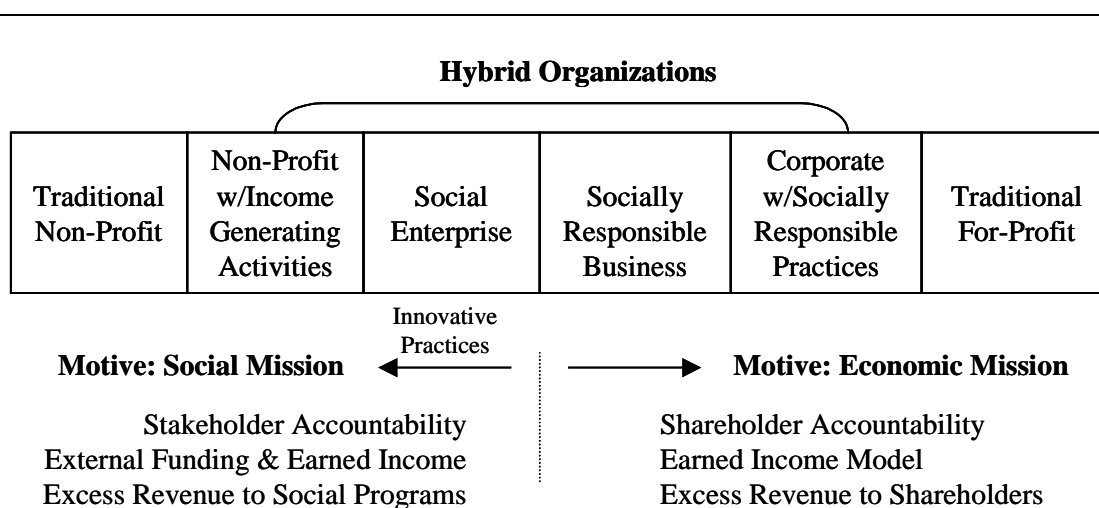 Hybrid Organizations
Traditional
Non-Profit
Non-Profit
w/Income
Generating
Activities
Social
Enterprise
Socially
Responsible
Business
Corporate
w/Socially
Responsible
Practices
Traditional
For-Profit
Innovative
Practices
Motive: Social Mission
Motive: Economic Mission
Stakeholder Accountability
External Funding & Earned Income
Excess Revenue to Social Programs
Shareholder Accountability
Earned Income Model
Excess Revenue to Shareholders